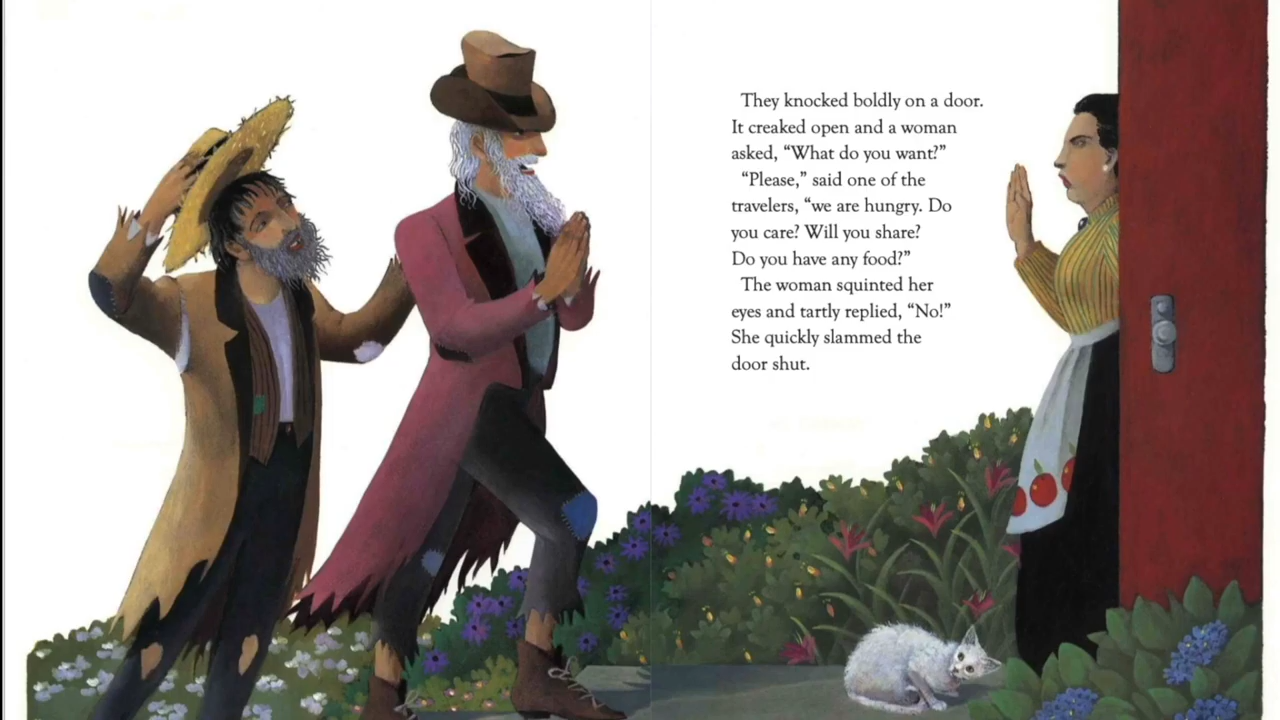 They knocked boldly on a door.
It creaked open and a woman
asked, “What do you want?”
“Please,” said one of the
travelers, “we are hungry. Do
you care? Will you share?
Do you have any food?”
The woman squinted her
eyes and tartly replied, “No!”
She quickly slammed the
door shut.